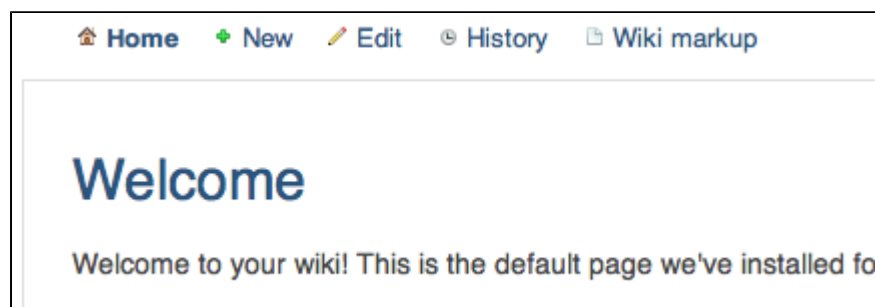 Home New Edit History Wiki markup
Welcome
Welcome to your wiki! This is the default page we've installed fo